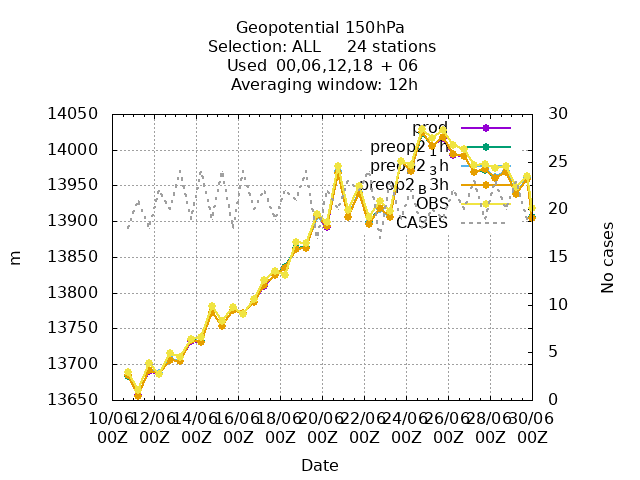 Geopotential 150hPa
Selection: ALL 24 stations
Used 00,06,12,18 + 06
Averaging window: 12h
14050
14000
13950
13900
13850
13800
13750
13700
13650
m
30
25
20
15
10
5
0
No cases
prod
preop2_1h
preop2_3h
preop2_B_3h
OBS
CASES
10/06 12/06 14/06 16/06 18/06 20/06 22/06 24/06 26/06 28/06 30/06
00Z 00Z 00Z 00Z 00Z 00Z 00Z 00Z 00Z 00Z 00Z
Date